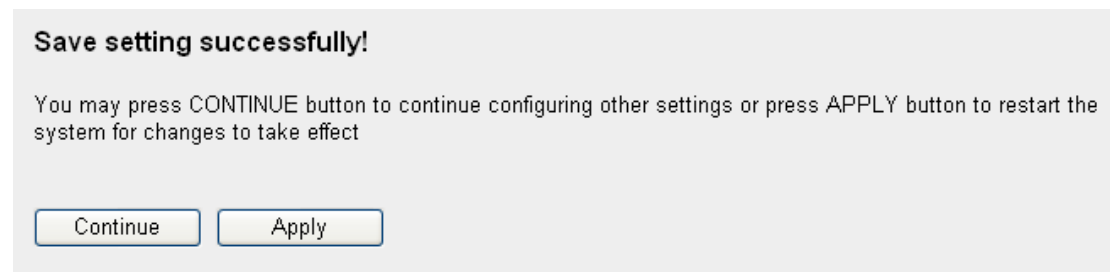 Save setting successfully!
You may press CONTINUE button to continue configuring other settings or press APPLY button to restart the
system for changes to take effect
Continue
Apply